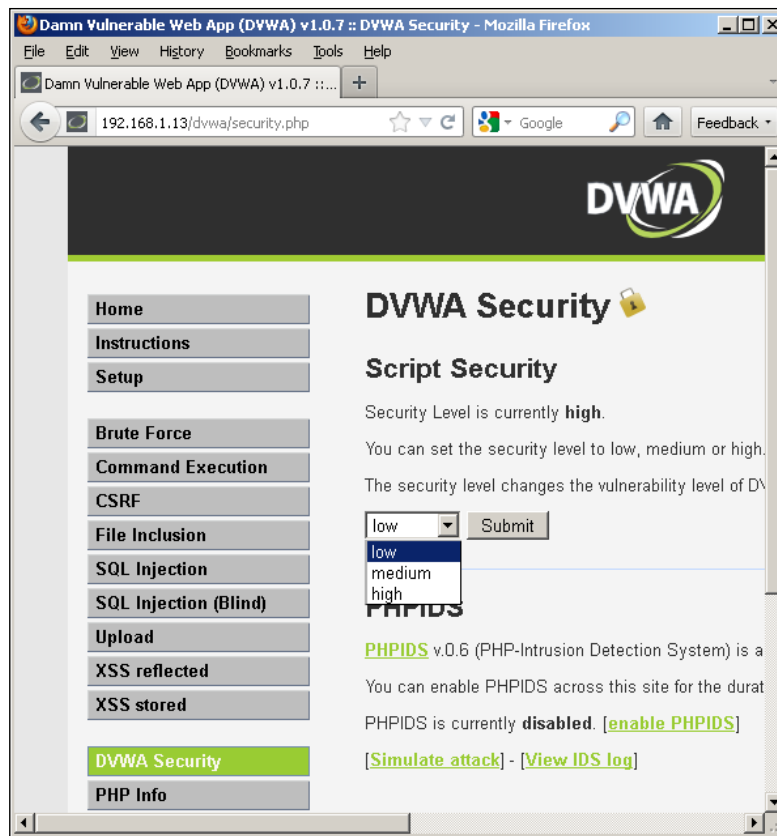 Damn Vulnerable Web App (DVWA) v1.0.7 :: DVWA Security - Mozilla Firefox
File Edit View History Bookmarks Tools Help
Damn Vulnerable Web App (DVWA) v1.0.7 ::... +
192.168.1.13/dvwa/security.php Google Feedback
DVWA
Home
Instructions
Setup
Brute Force
Command Execution
CSRF
File Inclusion
SQL Injection
SQL Injection (Blind)
Upload
XSS reflected
XSS stored
DVWA Security
PHP Info
DVWA Security
Script Security
Security Level is currently high.
You can set the security level to low, medium or high.
The security level changes the vulnerability level of
low Submit
low
medium
high
PHPIDS
PHPIDS v.0.6 (PHP-Intrusion Detection System) is a
You can enable PHPIDS across this site for the durat
PHPIDS is currently disabled. [enable PHPIDS]
[Simulate attack] - [View IDS log]